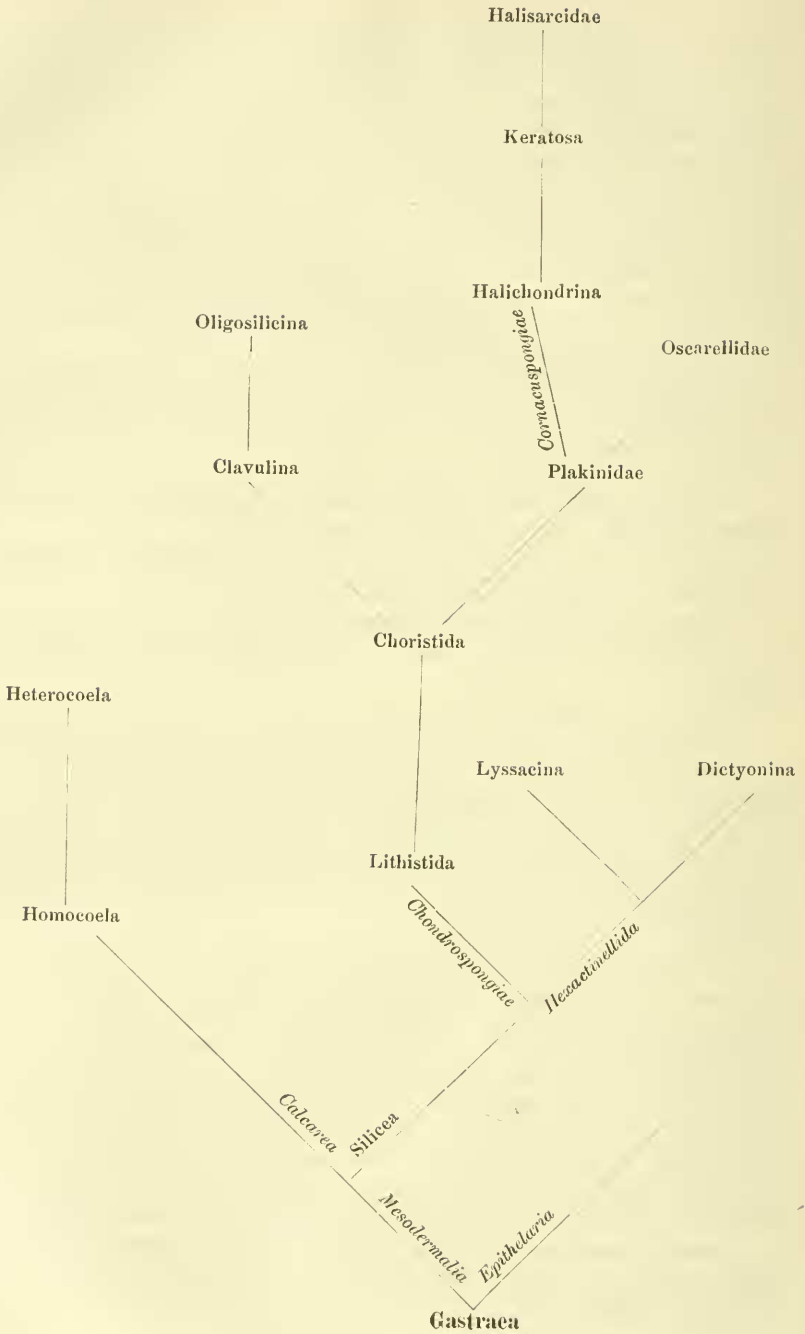 Halisarcidae
Keratosa
Halichondrina
Oligosilicina
Cornacuspongiae
Oscarellidae
Clavulina
Plakinidae
Choristida
Heterocoela
Lyssacina
Dictyonina
Lithistida
Homocoela
Chondrospongiae
Hexactinellida
Calcarea
Silicea
Mesodermalia
Epithelaria
Gastraea